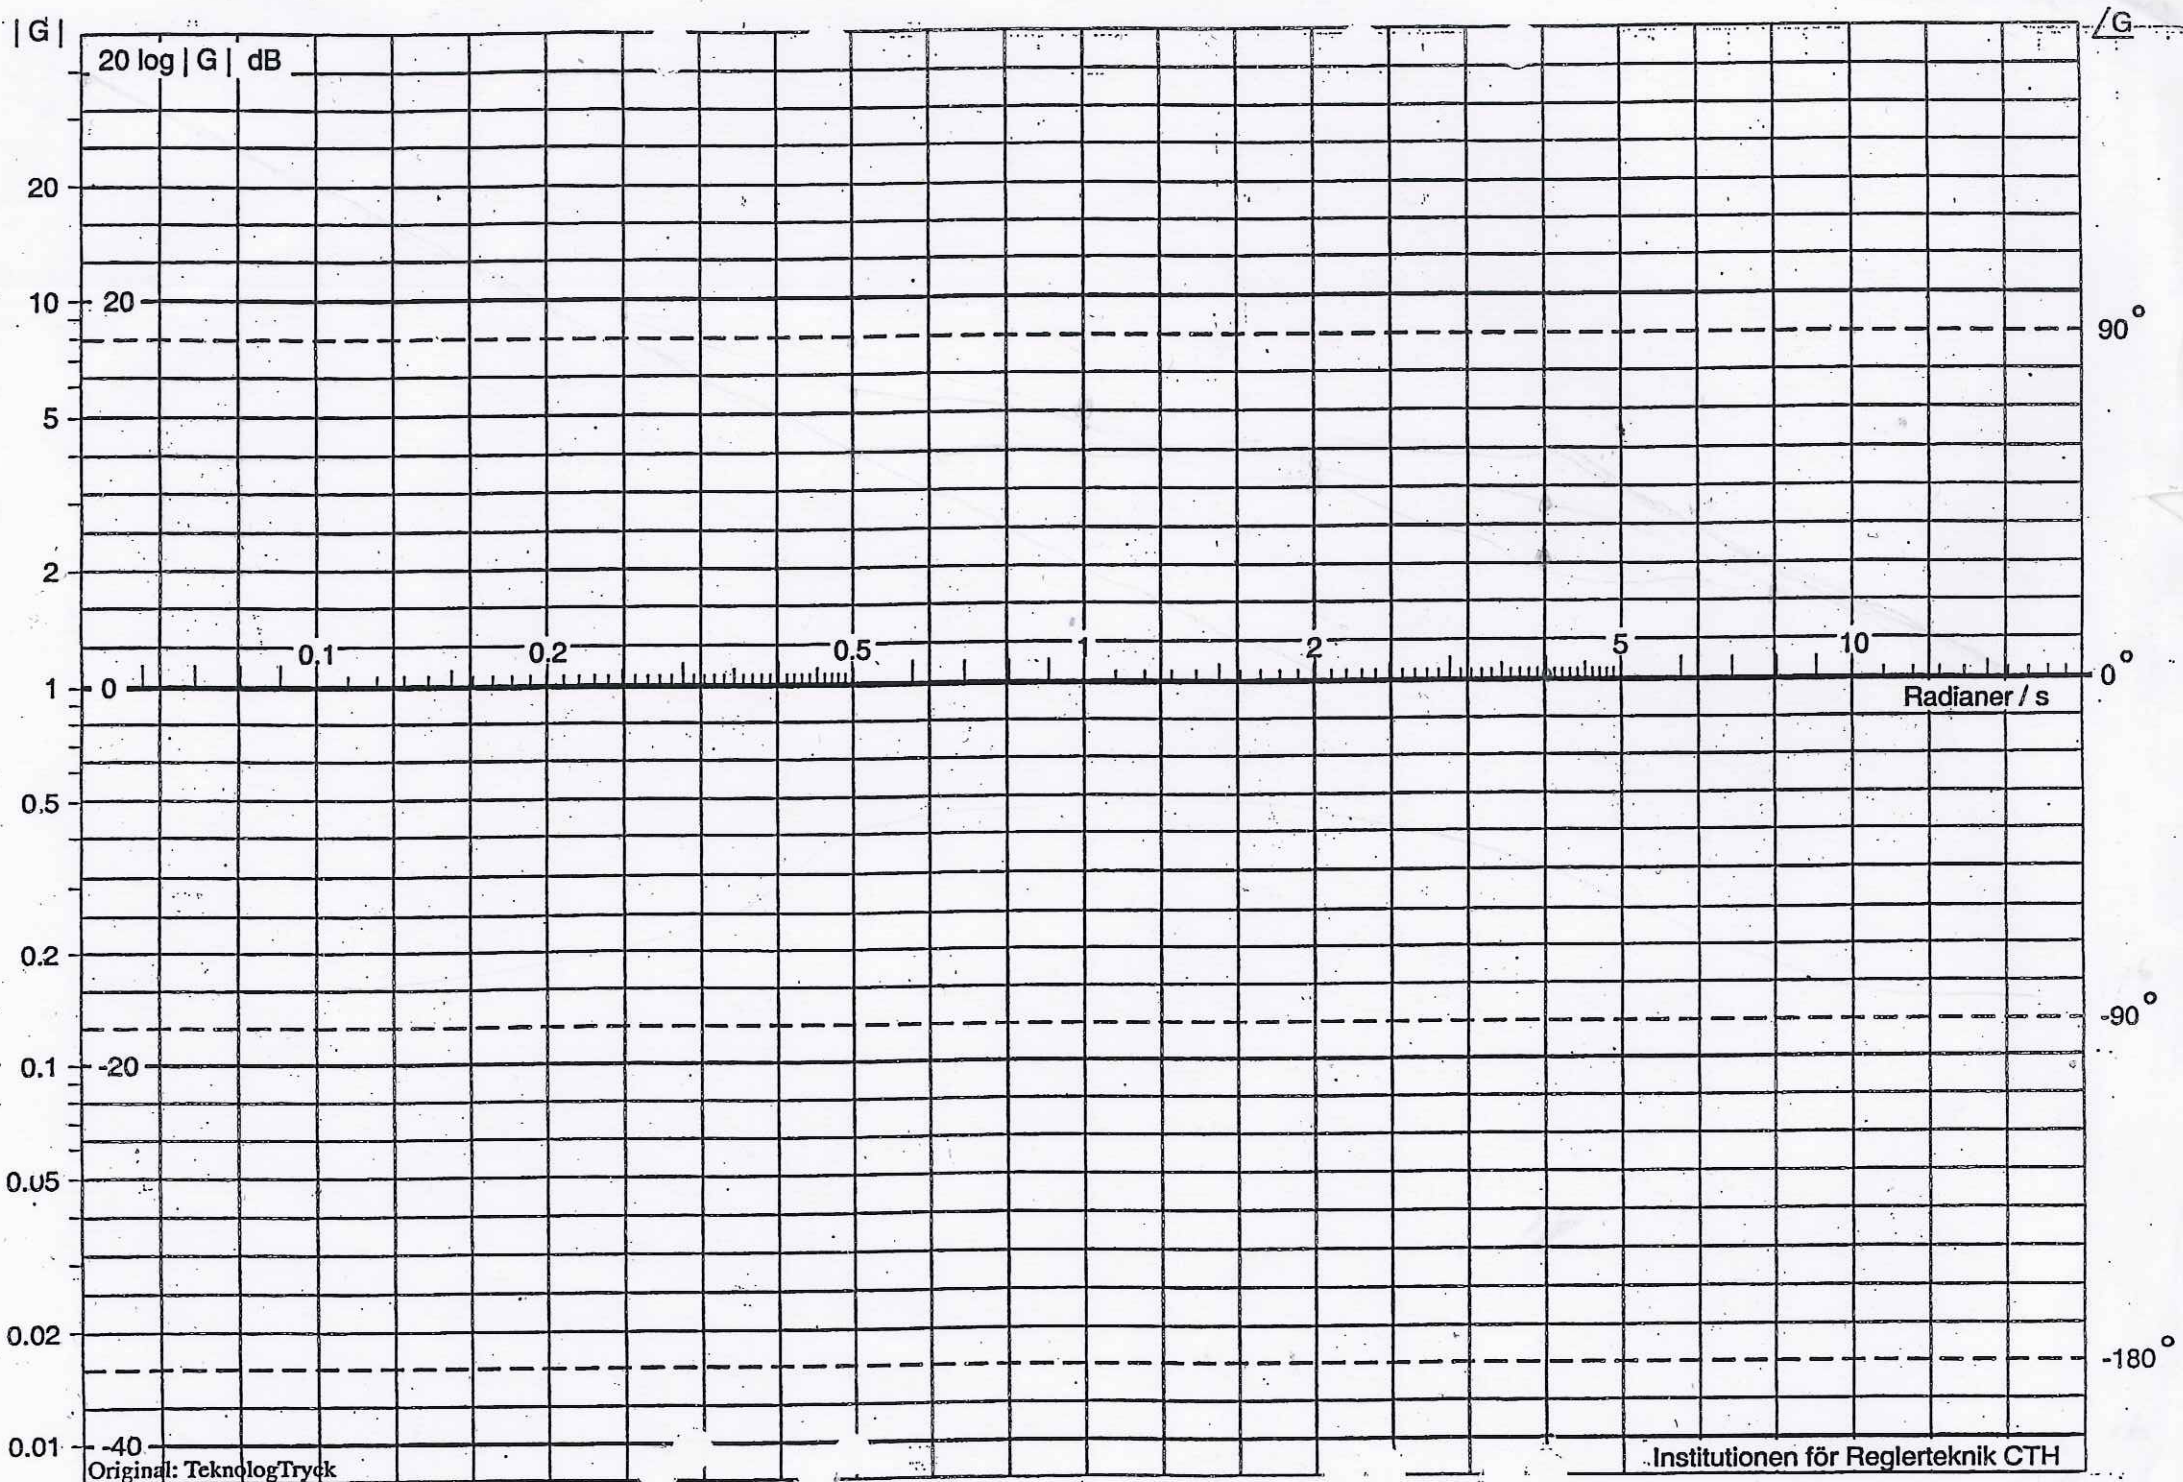 |G| /G
20 log | G | dB
20
10 20
90°
5
2
0.1 0.2 0.5 1 2 5 10
1 0 0°
Radianer / s
0.5
0.2
-90°
0.1 -20
0.05
0.02
-180°
0.01 -40
Institutionen för Reglerteknik CTH
Original: TeknologTryck